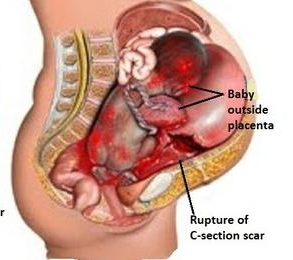 Baby
outside
placenta
r
Rupture of
C-section scar